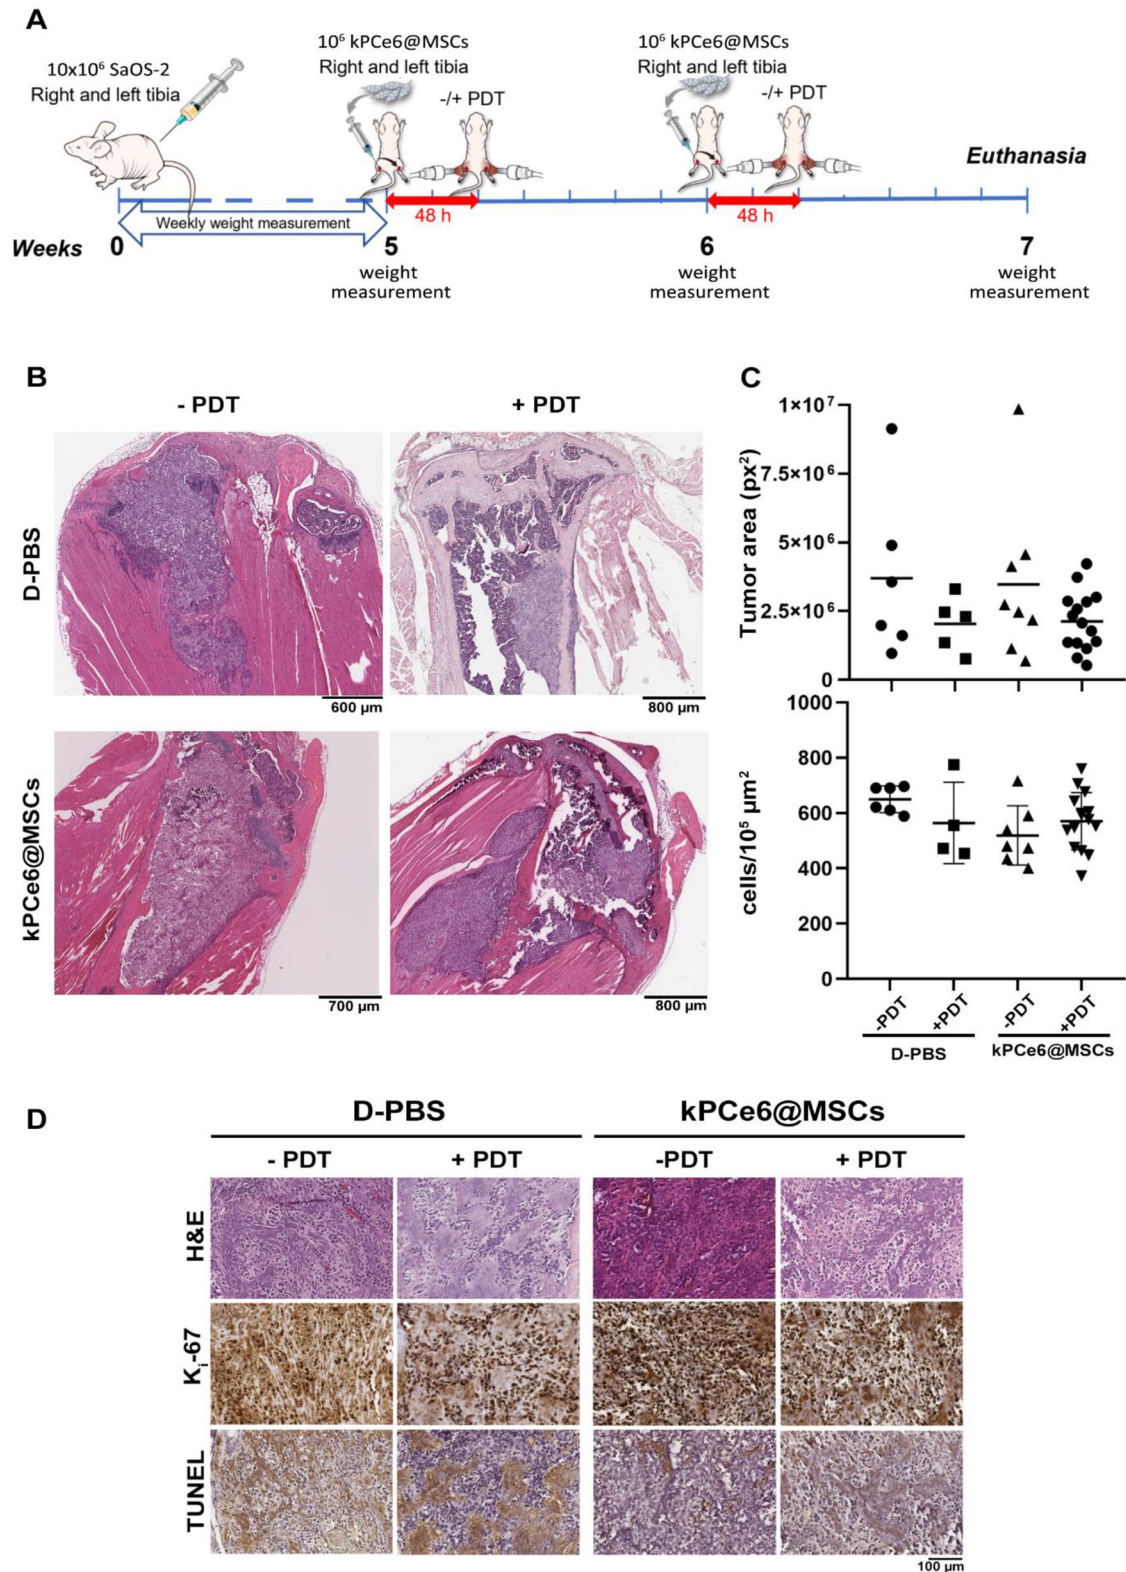 A
10x10⁶ SaOS-2
Right and left tibia
10⁶ kPCe6@MSCs
Right and left tibia
-/+ PDT
10⁶ kPCe6@MSCs
Right and left tibia
-/+ PDT
Euthanasia
Weekly weight measurement
48 h
48 h
Weeks
0
5
6
7
weight
measurement
weight
measurement
weight
measurement
B
- PDT
+ PDT
D-PBS
600 µm
800 µm
kPCe6@MSCs
700 µm
800 µm
C
Tumor area (px²)
1×10⁷
7.5×10⁶
5×10⁶
2.5×10⁶
0
cells/10⁵ µm²
1000
800
600
400
200
0
-PDT
+PDT
-PDT
+PDT
D-PBS
kPCe6@MSCs
D
D-PBS
kPCe6@MSCs
- PDT
+ PDT
-PDT
+ PDT
H&E
Kᵢ-67
TUNEL
100 µm